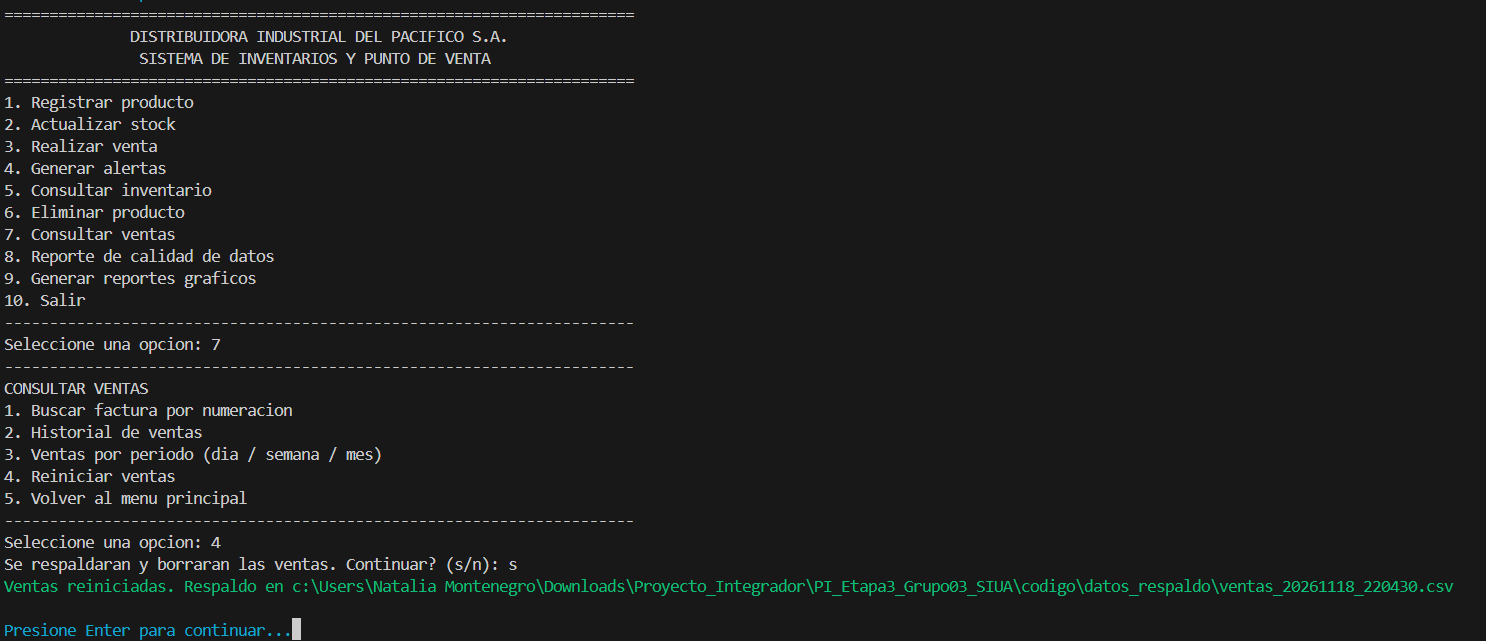 ======================================================================
DISTRIBUIDORA INDUSTRIAL DEL PACIFICO S.A.
SISTEMA DE INVENTARIOS Y PUNTO DE VENTA
======================================================================
1. Registrar producto
2. Actualizar stock
3. Realizar venta
4. Generar alertas
5. Consultar inventario
6. Eliminar producto
7. Consultar ventas
8. Reporte de calidad de datos
9. Generar reportes graficos
10. Salir
----------------------------------------------------------------------
Seleccione una opcion: 7
----------------------------------------------------------------------
CONSULTAR VENTAS
1. Buscar factura por numeracion
2. Historial de ventas
3. Ventas por periodo (dia / semana / mes)
4. Reiniciar ventas
5. Volver al menu principal
----------------------------------------------------------------------
Seleccione una opcion: 4
Se respaldaran y borraran las ventas. Continuar? (s/n): s
Ventas reiniciadas. Respaldo en c:\Users\Natalia Montenegro\Downloads\Proyecto_Integrador\PI_Etapa3_Grupo03_SIUA\codigo\datos_respaldo\ventas_20261118_220430.csv
Presione Enter para continuar...